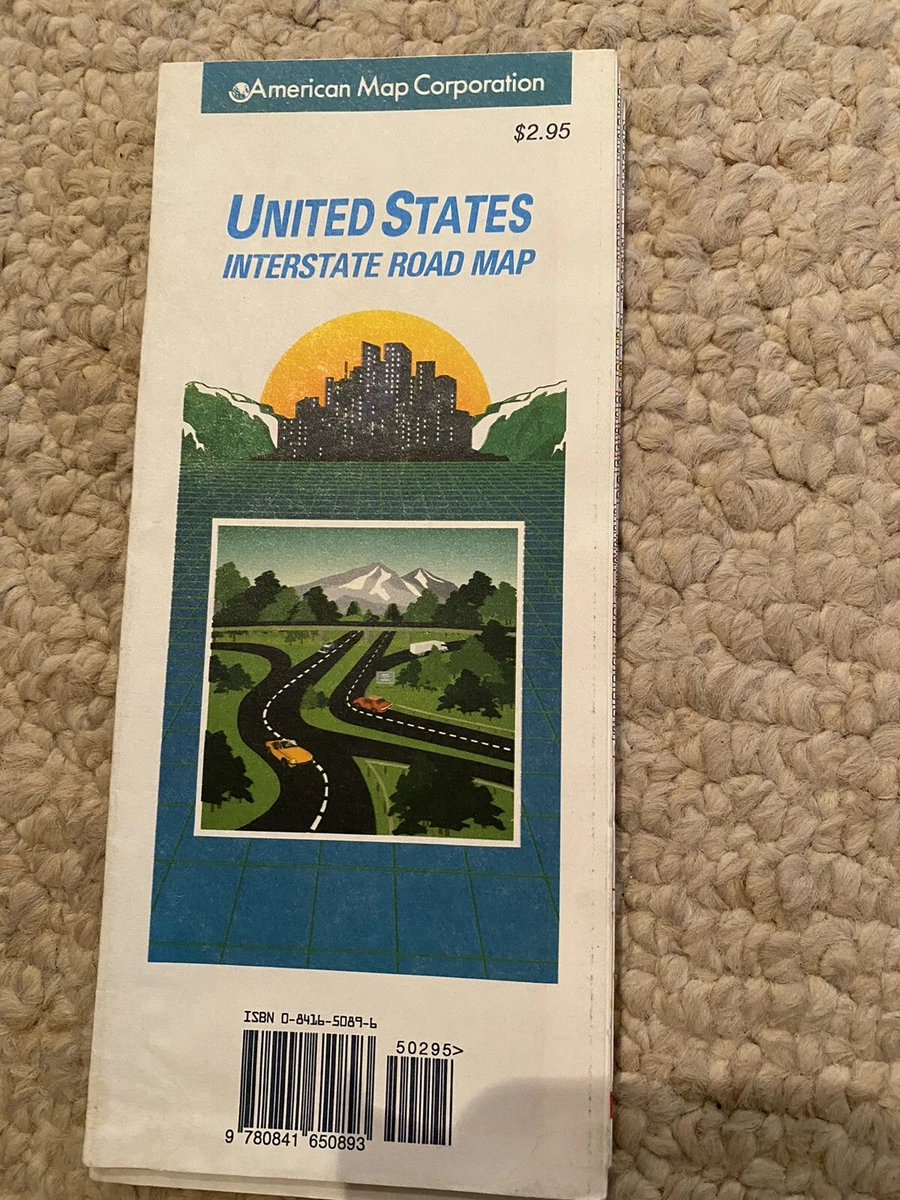 American Map Corporation
$2.95
UNITED STATES
INTERSTATE ROAD MAP
ISBN 0-8416-5089-6
50295>
9 780841 650893